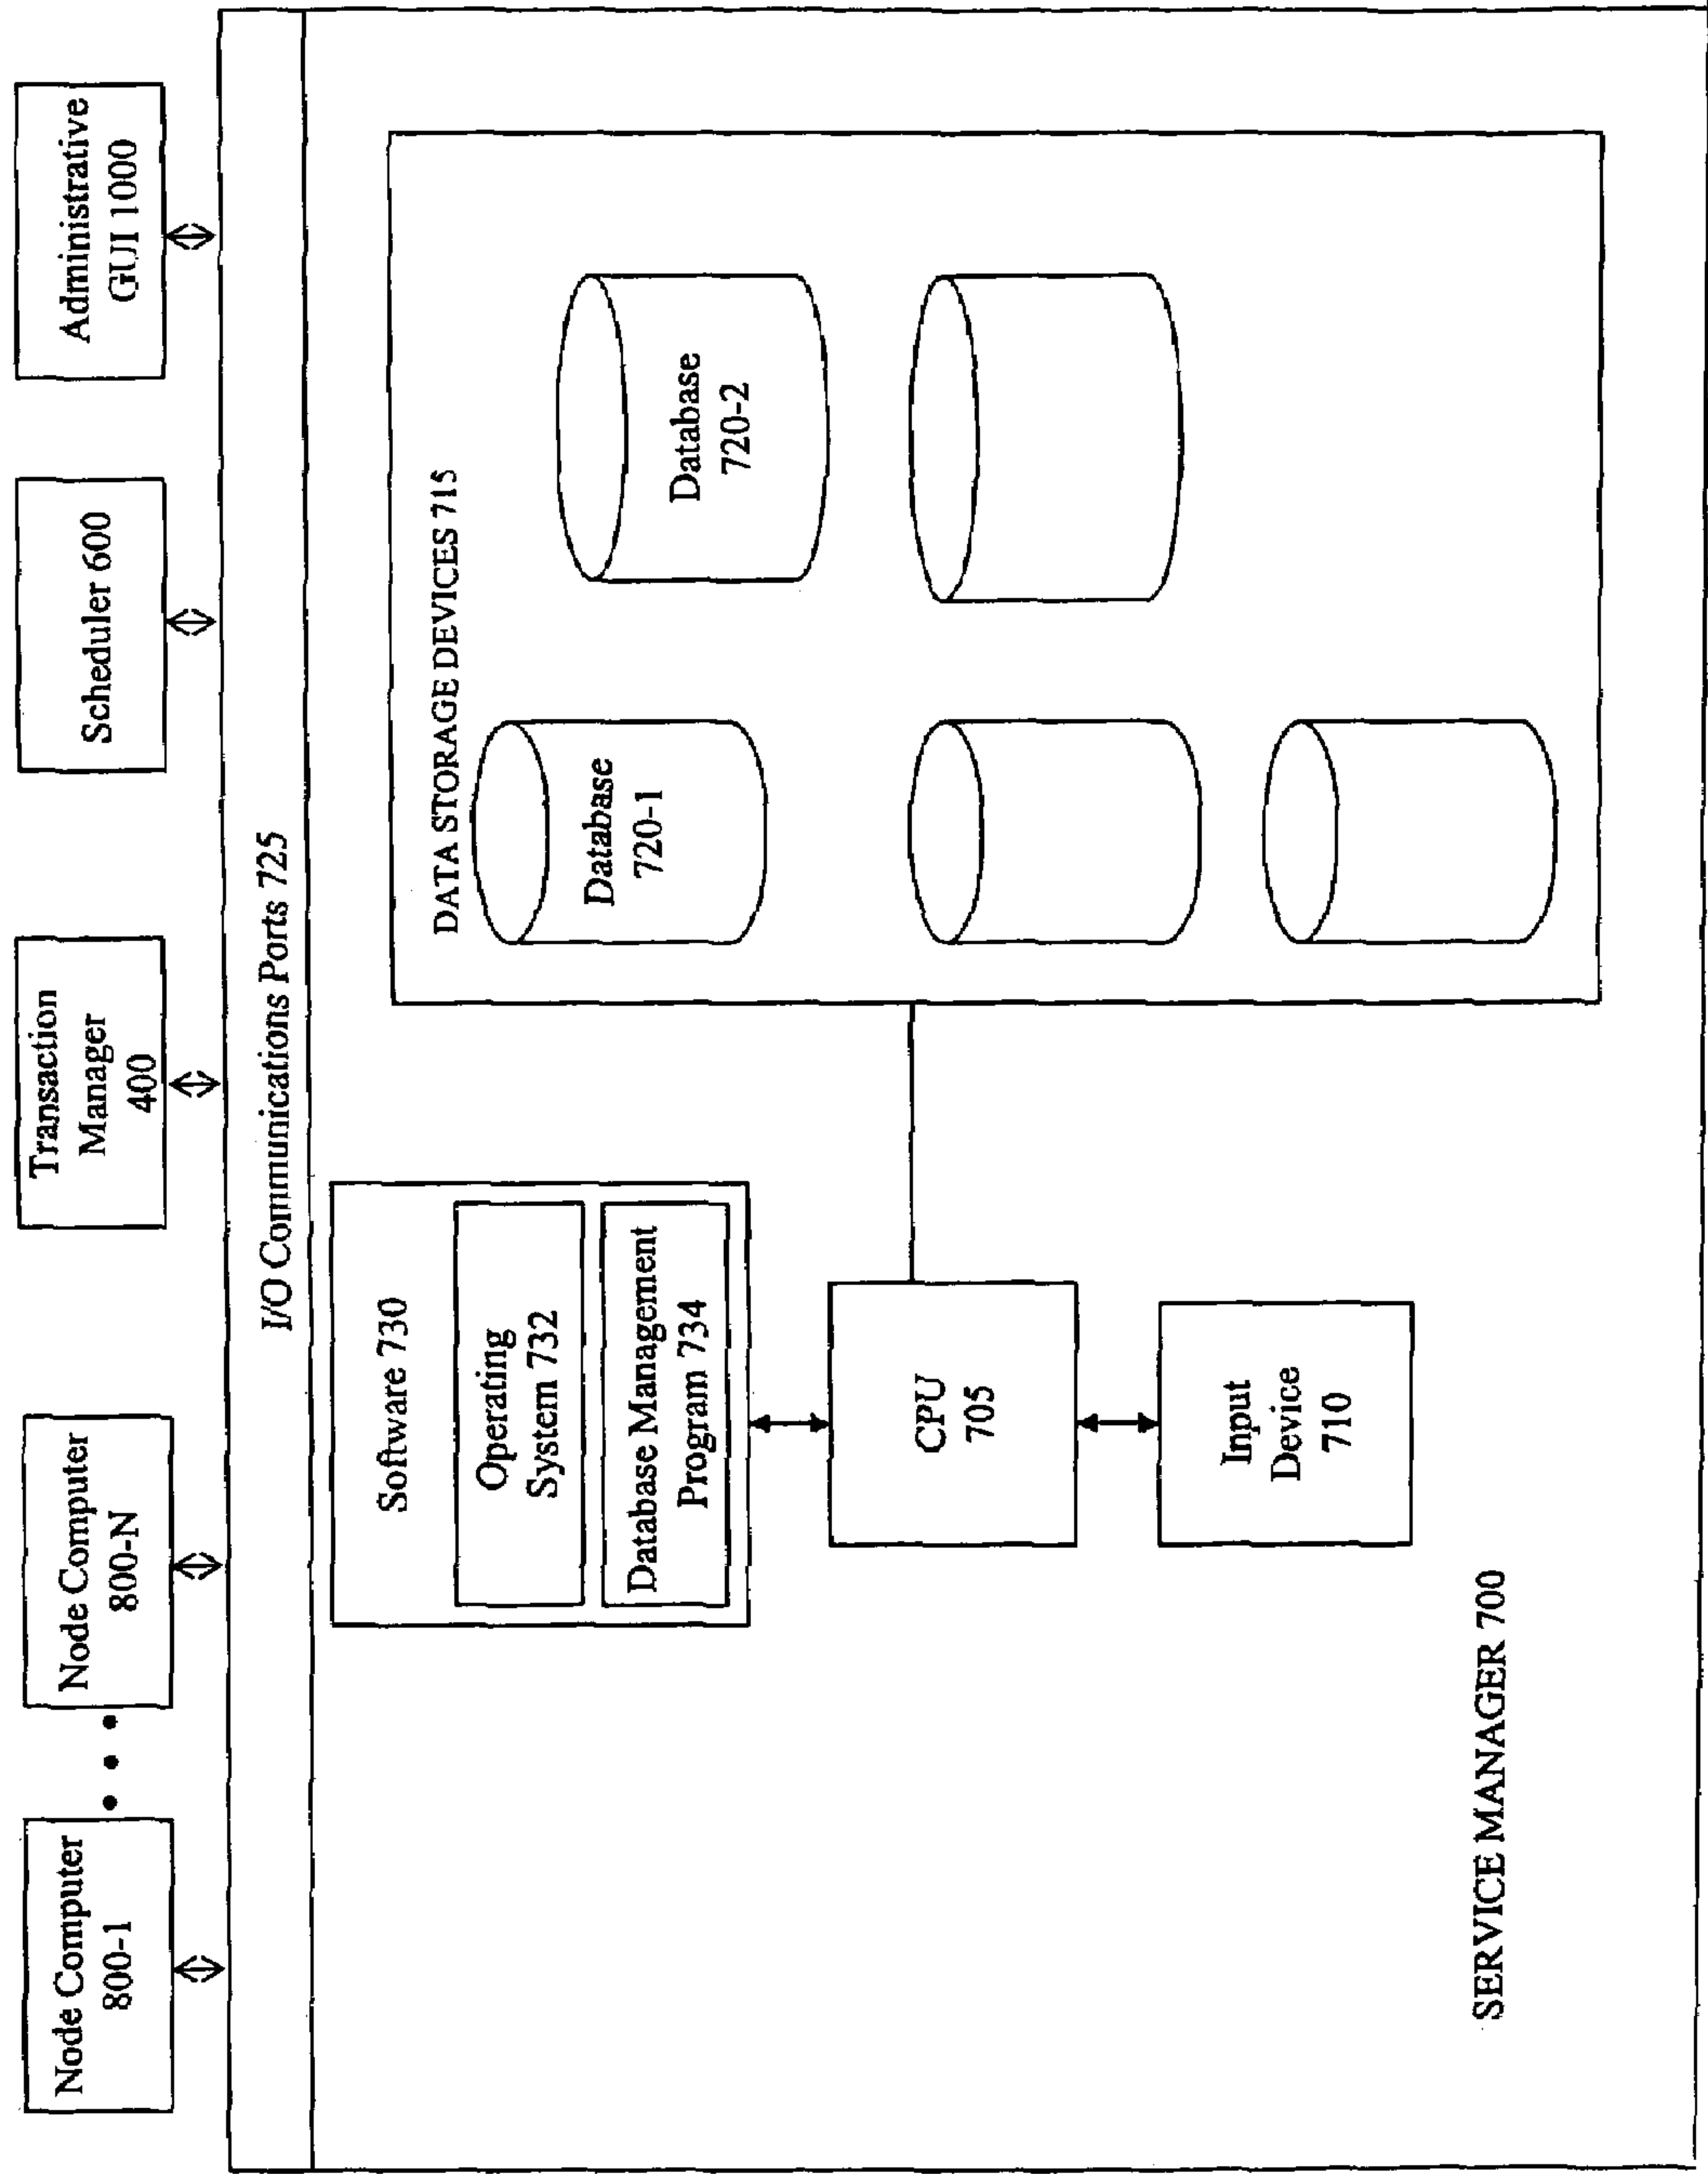 Node Computer
800-1
• • •
Node Computer
800-N
Transaction
Manager
400
Scheduler 600
Administrative
GUI 1000
I/O Communications Ports 725
Software 730
Operating
System 732
Database Management
Program 734
CPU
705
Input
Device
710
DATA STORAGE DEVICES 715
Database
720-1
Database
720-2
SERVICE MANAGER 700